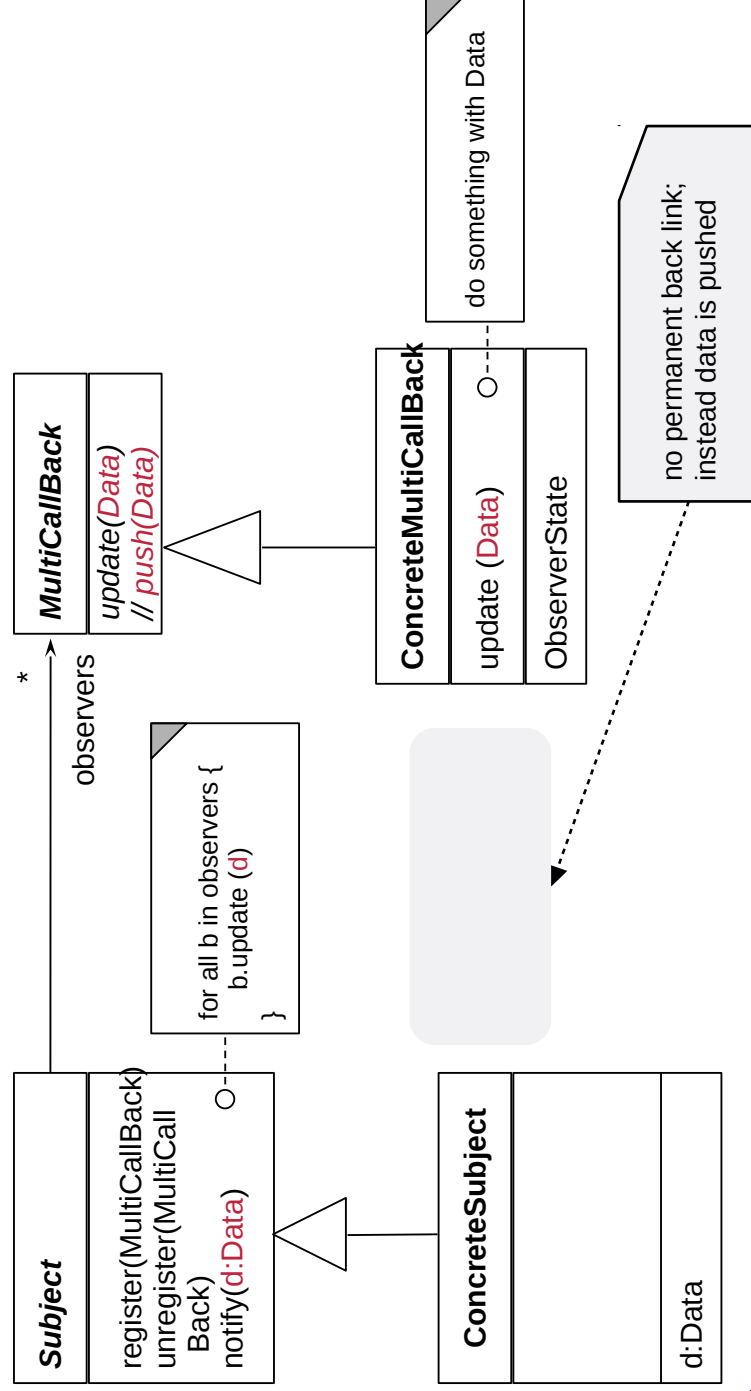 Subject
register(MultiCallBack)
unregister(MultiCall
Back)
notify(d:Data)
*
observers
MultiCallBack
update(Data)
// push(Data)
for all b in observers {
b.update (d)
}
ConcreteSubject
d:Data
ConcreteMultiCallBack
update (Data)
ObserverState
do something with Data
no permanent back link;
instead data is pushed